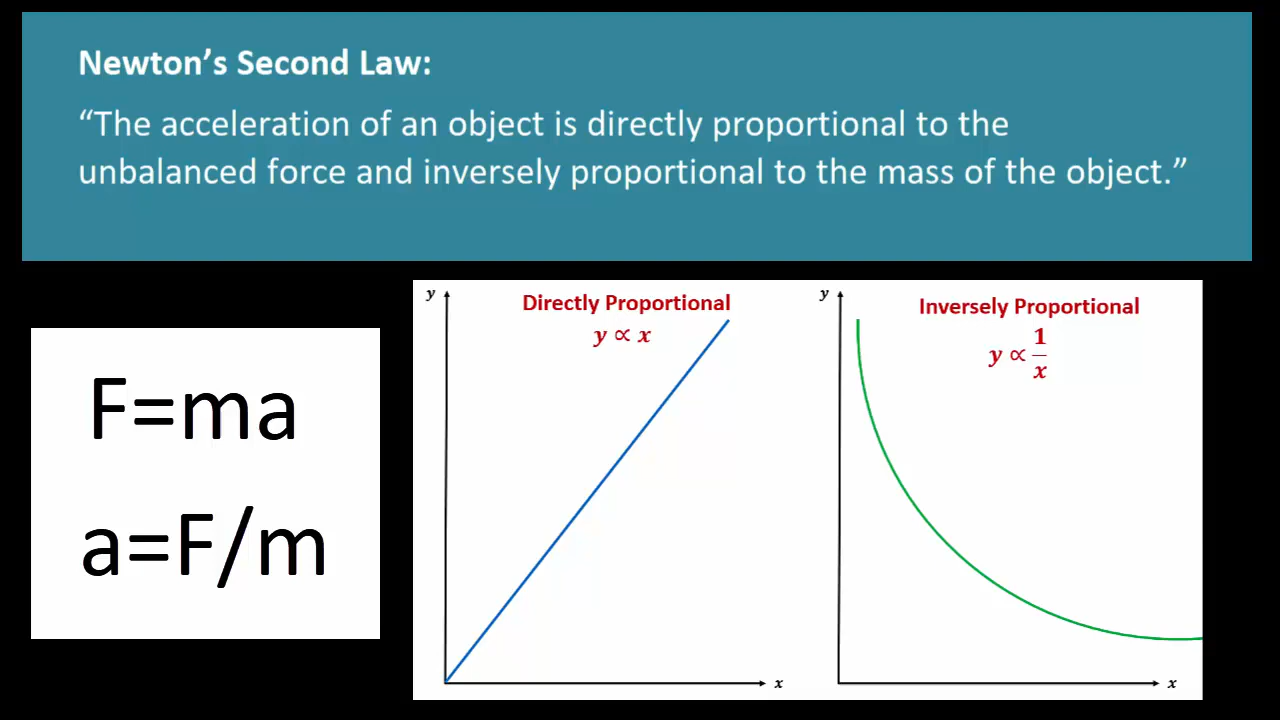 Newton’s Second Law:
“The acceleration of an object is directly proportional to the
unbalanced force and inversely proportional to the mass of the object.”
F=ma
a=F/m
y
Directly Proportional
y ∝ x
x
y
Inversely Proportional
y ∝ 1/x
x